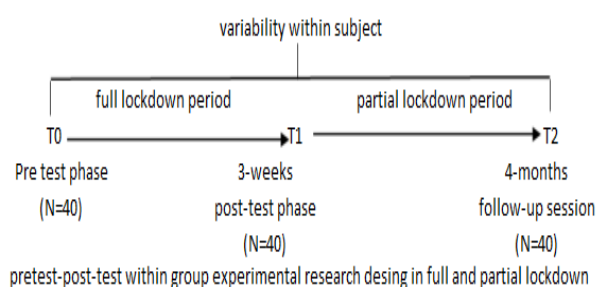 variability within subject
full lockdown period partial lockdown period
T0 T1 T2
Pre test phase 3-weeks 4-months
(N=40) post-test phase follow-up session
(N=40) (N=40)
pretest-post-test within group experimental research desing in full and partial lockdown